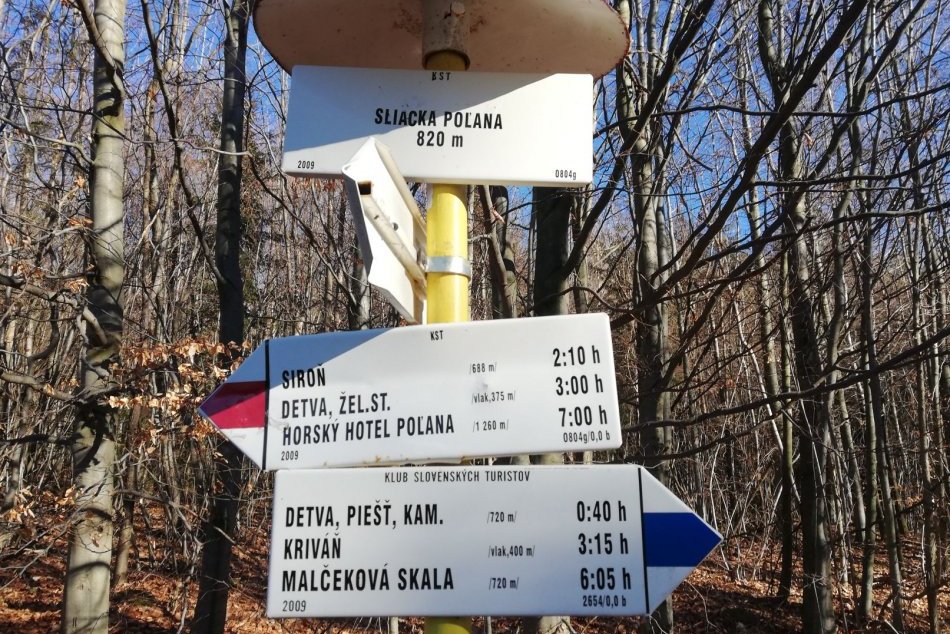 KST
SLIACKA POĽANA
820 m
2009 0804g
KST
SIROŇ /688 m/ 2:10 h
DETVA, ŽEL.ST. /vlak,375 m/ 3:00 h
HORSKÝ HOTEL POĽANA /1 260 m/ 7:00 h
2009 0804g/0,0 b
KLUB SLOVENSKÝCH TURISTOV
DETVA, PIEŠŤ, KAM. /720 m/ 0:40 h
KRIVÁŇ /vlak,400 m/ 3:15 h
MALČEKOVÁ SKALA /720 m/ 6:05 h
2009 2654/0,0 b